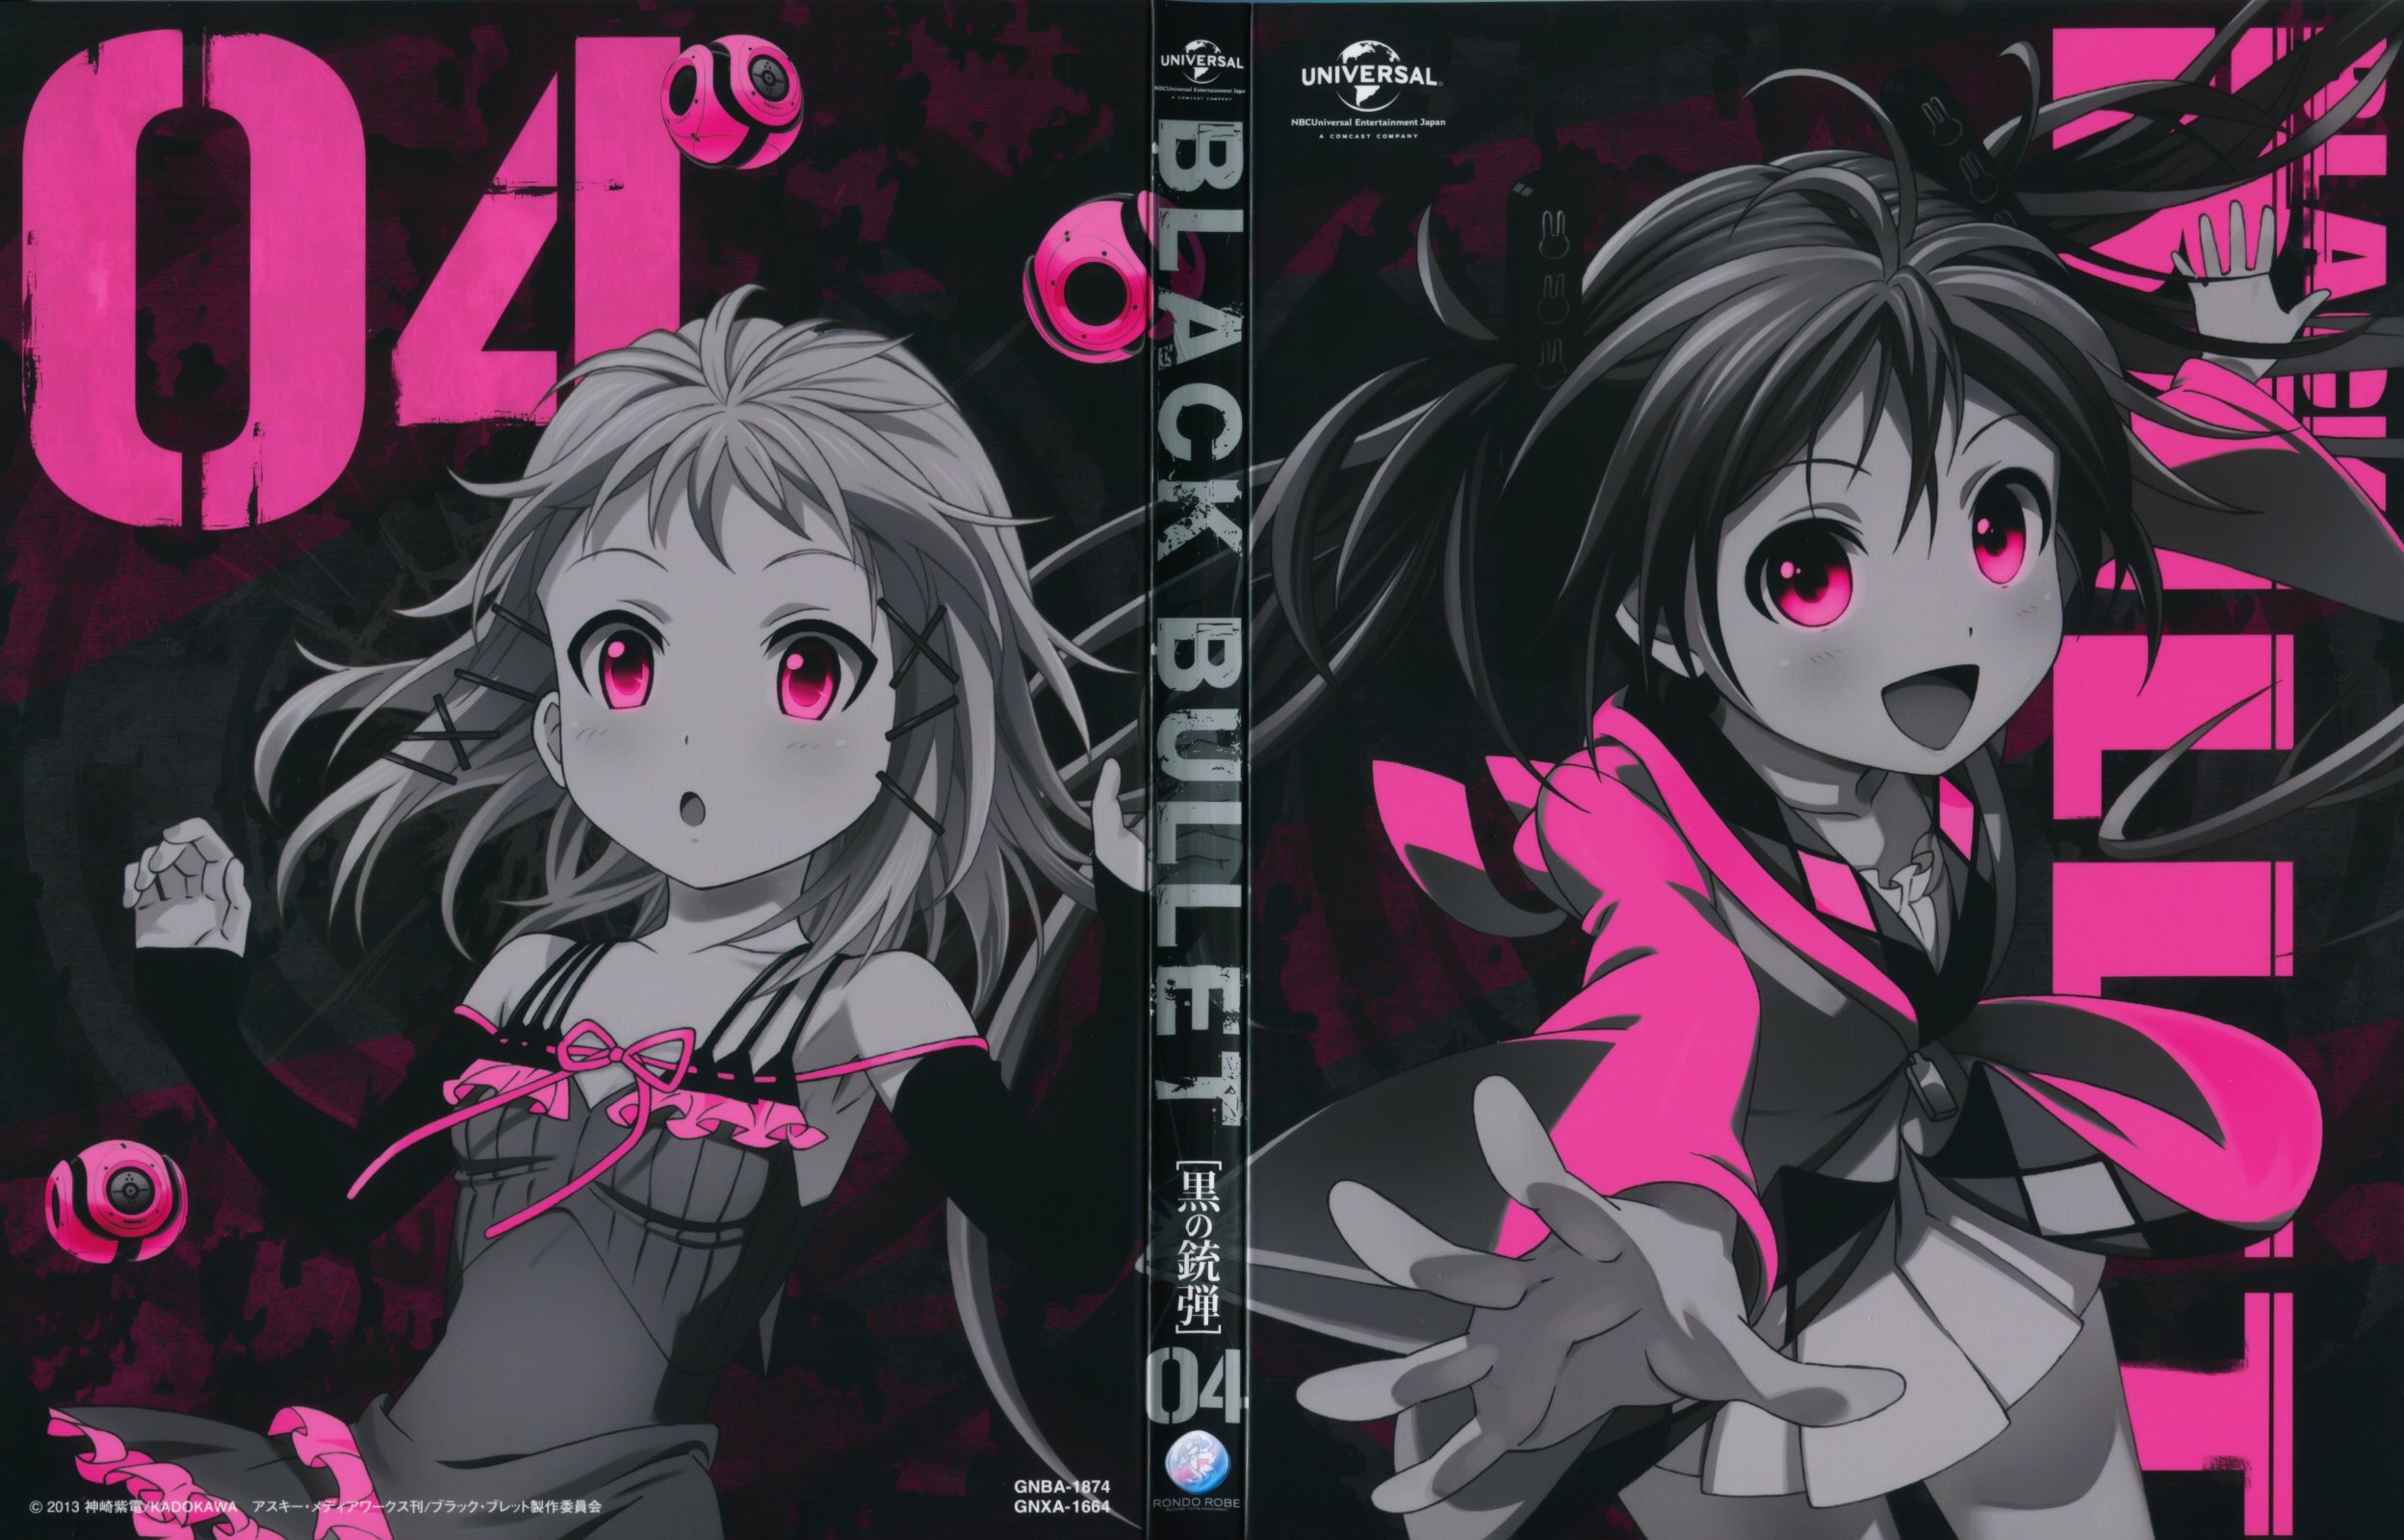 04
© 2013 神崎紫電/KADOKAWA アスキー・メディアワークス刊/ブラック・ブレット製作委員会
GNBA-1874
GNXA-1664
UNIVERSAL
NBCUniversal Entertainment Japan
A COMCAST COMPANY
BLACK BULLET
[黒の銃弾]
04
RONDO ROBE
UNIVERSAL
NBCUniversal Entertainment Japan
A COMCAST COMPANY
BLACK